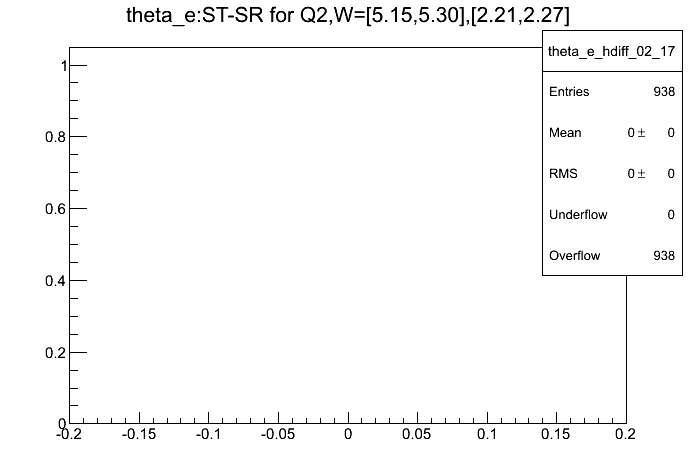 theta_e:ST-SR for Q2,W=[5.15,5.30],[2.21,2.27]
theta_e_hdiff_02_17
Entries 938
Mean 0 ± 0
RMS 0 ± 0
Underflow 0
Overflow 938
1
0.8
0.6
0.4
0.2
0
-0.2 -0.15 -0.1 -0.05 0 0.05 0.1 0.15 0.2